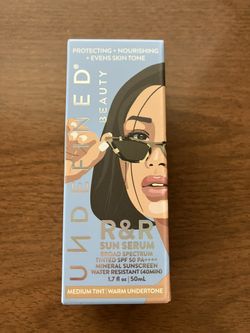 PROTECTING + NOURISHING
+ EVENS SKIN TONE
UNDEFINED®
BEAUTY
R&R
SUN SERUM
BROAD SPECTRUM
TINTED SPF 50 PA++++
MINERAL SUNSCREEN
WATER RESISTANT (40MIN)
1.7 fl oz | 50mL
MEDIUM TINT | WARM UNDERTONE